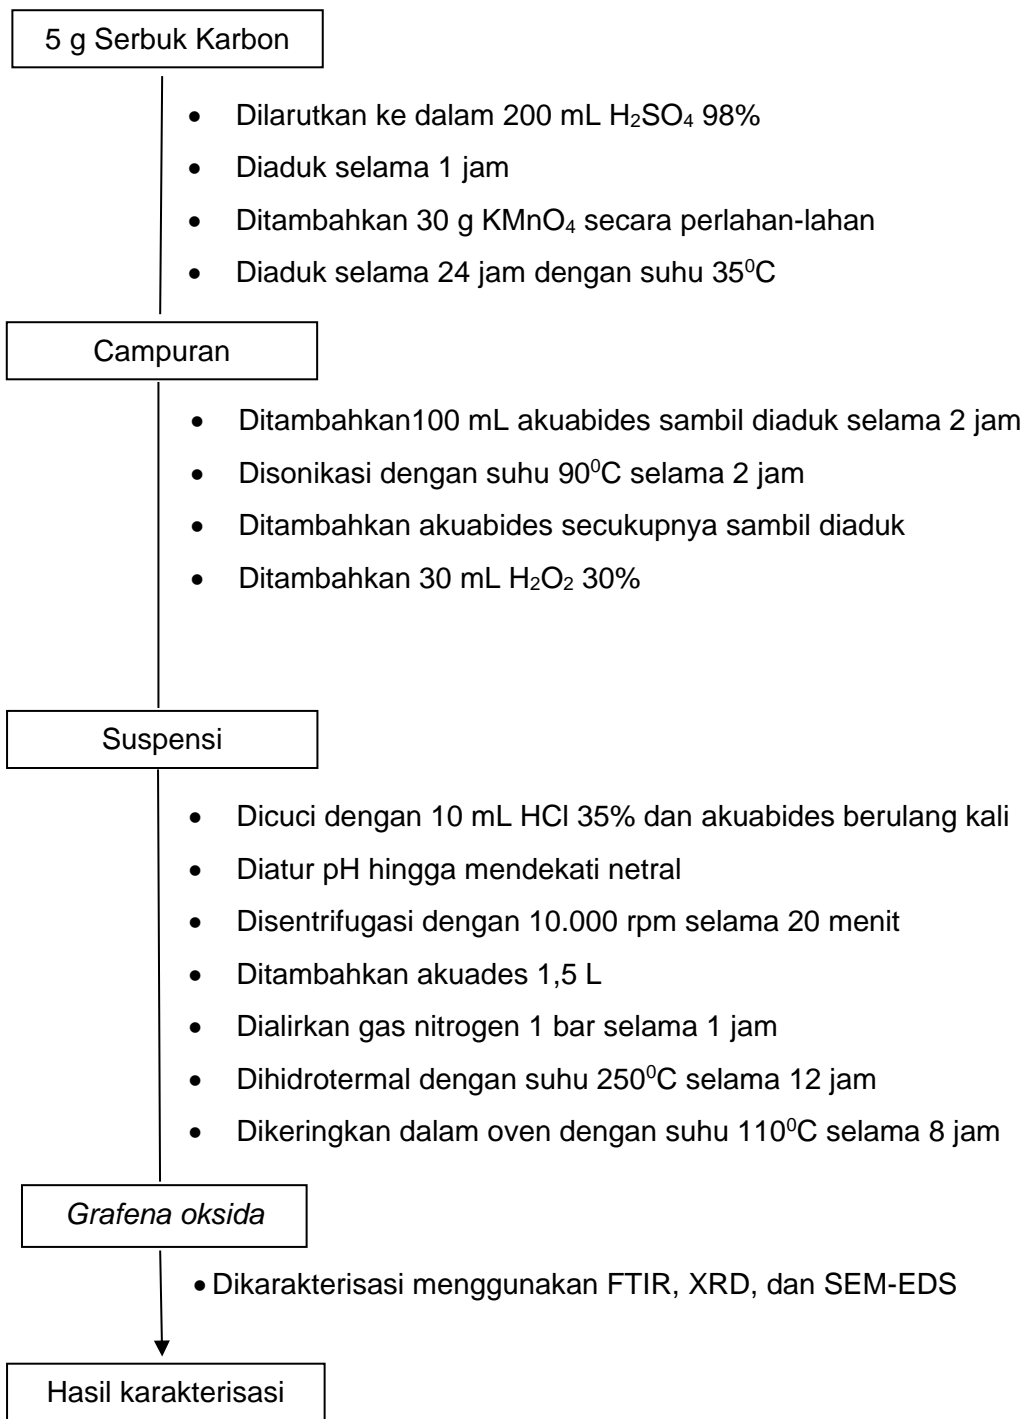 5 g Serbuk Karbon
• Dilarutkan ke dalam 200 mL H₂SO₄ 98%
• Diaduk selama 1 jam
• Ditambahkan 30 g KMnO₄ secara perlahan-lahan
• Diaduk selama 24 jam dengan suhu 35⁰C
Campuran
• Ditambahkan100 mL akuabides sambil diaduk selama 2 jam
• Disonikasi dengan suhu 90⁰C selama 2 jam
• Ditambahkan akuabides secukupnya sambil diaduk
• Ditambahkan 30 mL H₂O₂ 30%
Suspensi
• Dicuci dengan 10 mL HCl 35% dan akuabides berulang kali
• Diatur pH hingga mendekati netral
• Disentrifugasi dengan 10.000 rpm selama 20 menit
• Ditambahkan akuades 1,5 L
• Dialirkan gas nitrogen 1 bar selama 1 jam
• Dihidrotermal dengan suhu 250⁰C selama 12 jam
• Dikeringkan dalam oven dengan suhu 110⁰C selama 8 jam
Grafena oksida
• Dikarakterisasi menggunakan FTIR, XRD, dan SEM-EDS
Hasil karakterisasi